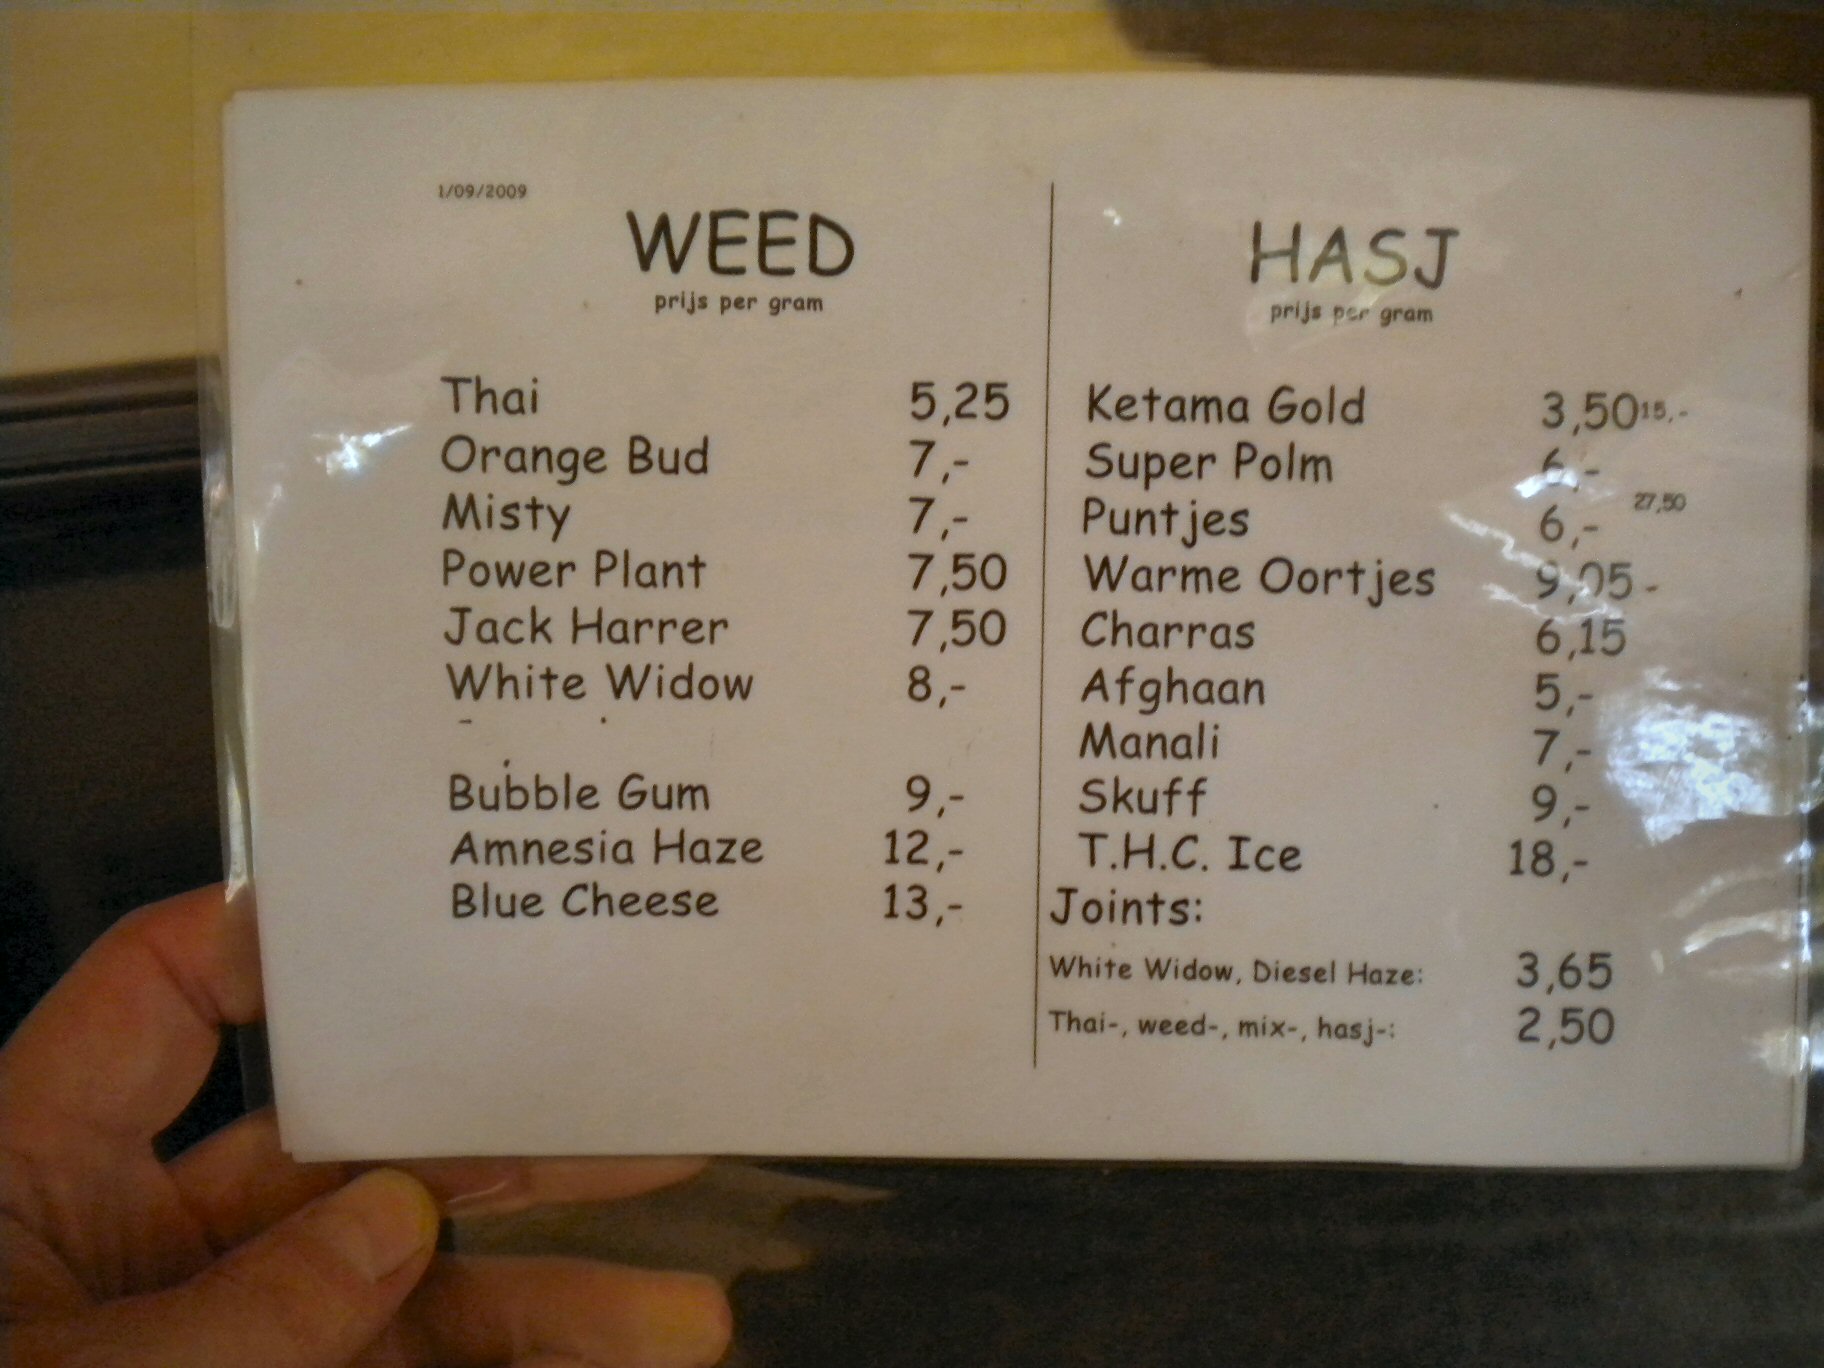 1/09/2009
WEED
prijs per gram
Thai 5,25
Orange Bud 7,-
Misty 7,-
Power Plant 7,50
Jack Harrer 7,50
White Widow 8,-
Bubble Gum 9,-
Amnesia Haze 12,-
Blue Cheese 13,-
HASJ
prijs per gram
Ketama Gold 3,50 15,-
Super Polm 6,-
Puntjes 6,- 27,50
Warme Oortjes 9,05 -
Charras 6,15
Afghaan 5,-
Manali 7,-
Skuff 9,-
T.H.C. Ice 18,-
Joints:
White Widow, Diesel Haze: 3,65
Thai-, weed-, mix-, hasj-: 2,50